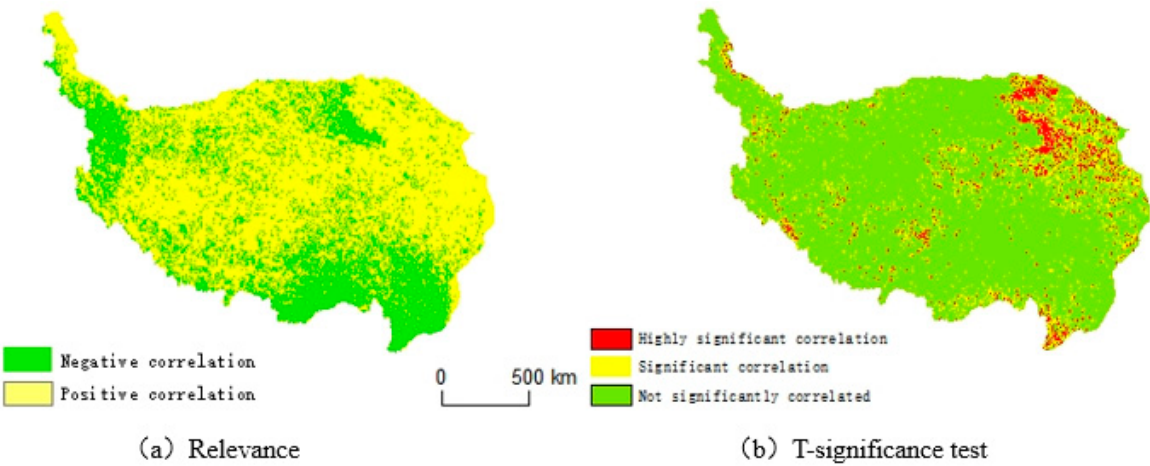 Negative correlation
Positive correlation
0 500 km
Highly significant correlation
Significant correlation
Not significantly correlated
(a) Relevance
(b) T-significance test